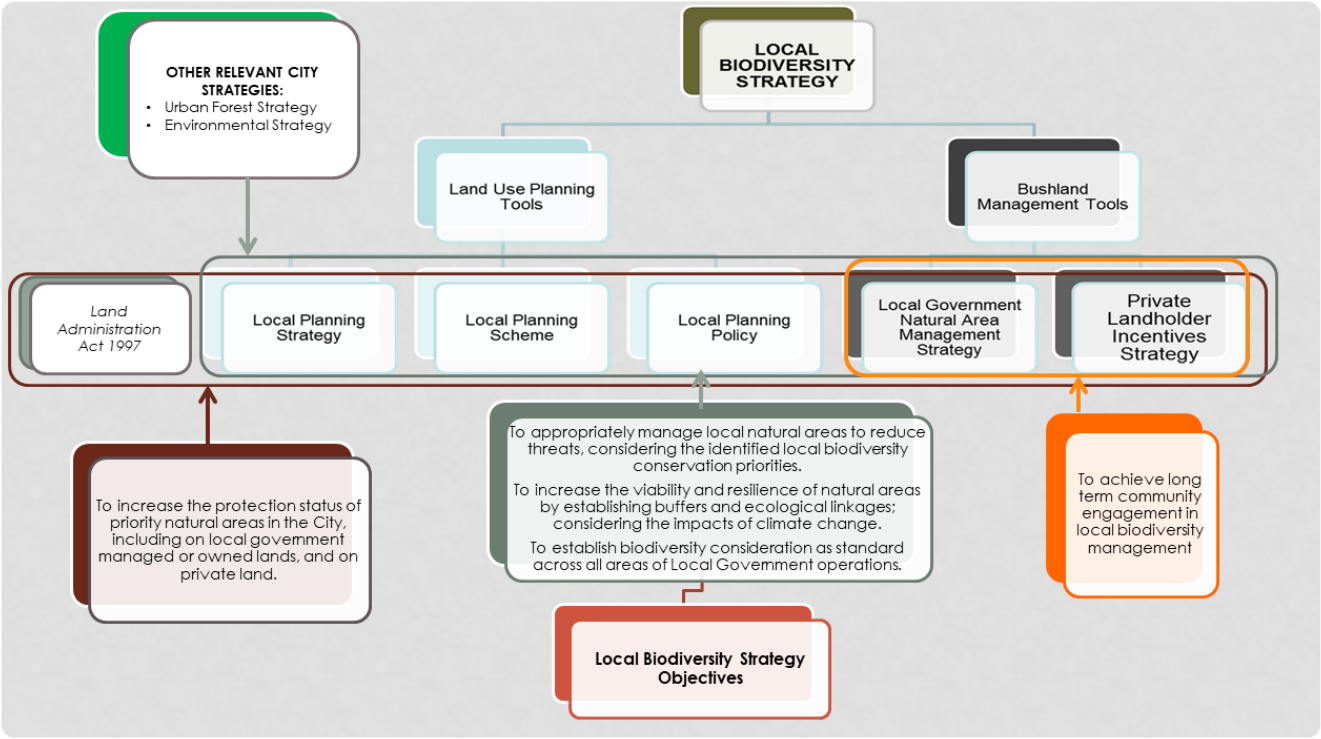 OTHER RELEVANT CITY
STRATEGIES:
• Urban Forest Strategy
• Environmental Strategy
LOCAL
BIODIVERSITY
STRATEGY
Land Use Planning
Tools
Bushland
Management Tools
Land
Administration
Act 1997
Local Planning
Strategy
Local Planning
Scheme
Local Planning
Policy
Local Government
Natural Area
Management
Strategy
Private
Landholder
Incentives
Strategy
To increase the protection status of
priority natural areas in the City,
including on local government
managed or owned lands, and on
private land.
To appropriately manage local natural areas to reduce
threats, considering the identified local biodiversity
conservation priorities.
To increase the viability and resilience of natural areas
by establishing buffers and ecological linkages;
considering the impacts of climate change.
To establish biodiversity consideration as standard
across all areas of Local Government operations.
To achieve long
term community
engagement in
local biodiversity
management
Local Biodiversity Strategy
Objectives